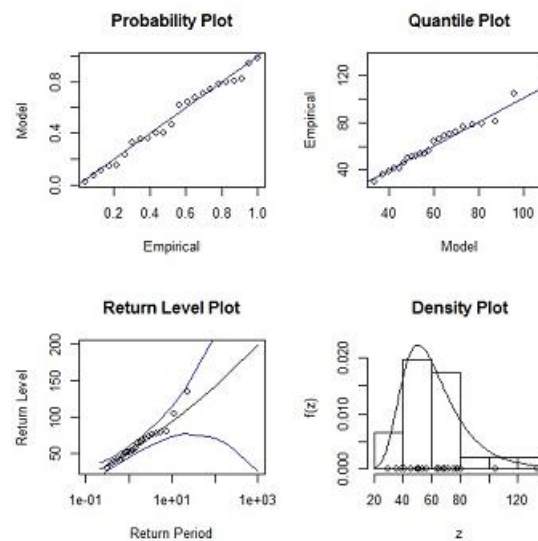 Probability Plot
Model
0.0 0.4 0.8
0.2 0.4 0.6 0.8 1.0
Empirical
Quantile Plot
Empirical
40 80 120
40 60 80 100
Model
Return Level Plot
Return Level
50 100 150 200
1e-01 1e+01 1e+03
Return Period
Density Plot
f(z)
0.000 0.010 0.020
20 40 60 80 120
z